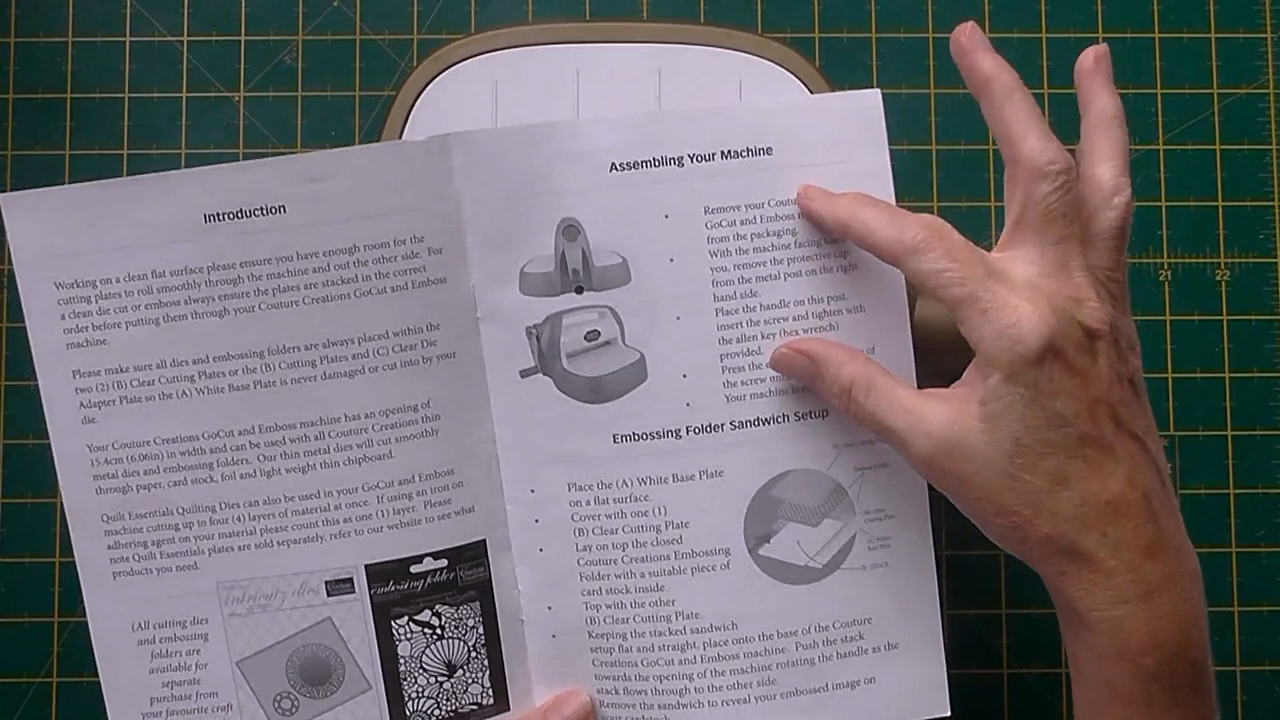 Introduction
Working on a clean flat surface please ensure you have enough room for the
cutting plates to roll smoothly through the machine and out the other side. For
a clean die cut or emboss always ensure the plates are stacked in the correct
order before putting them through your Couture Creations GoCut and Emboss
machine.
Please make sure all dies and embossing folders are always placed within the
two (2) (B) Clear Cutting Plates or the (B) Cutting Plates and (C) Clear Die
Adapter Plate so the (A) White Base Plate is never damaged or cut into by your
die.
Your Couture Creations GoCut and Emboss machine has an opening of
15.4cm (6.06in) in width and can be used with all Couture Creations thin
metal dies and embossing folders. Our thin metal dies will cut smoothly
through paper, card stock, foil and light weight thin chipboard.
Quilt Essentials Quilting Dies can also be used in your GoCut and Emboss
machine cutting up to four (4) layers of material at once. If using an iron on
adhering agent on your material please count this as one (1) layer. Please
note Quilt Essentials plates are sold separately, refer to our website to see what
products you need.
(All cutting dies
and embossing
folders are
available for
separate
purchase from
your favourite craft
intricutz dies
embossing folder
Assembling Your Machine
Remove your
GoCut and Emboss
from the packaging.
With the machine facing
you, remove the protective cap
from the metal post on the right
hand side.
Place the handle on this post,
insert the screw and tighten with
the allen key (hex wrench)
provided.
Press the of
the screw
Your machine
Embossing Folder Sandwich Setup
Place the (A) White Base Plate
on a flat surface.
Cover with one (1)
(B) Clear Cutting Plate
Lay on top the closed
Couture Creations Embossing
Folder with a suitable piece of
card stock inside.
Top with the other
(B) Clear Cutting Plate.
Keeping the stacked sandwich
setup flat and straight, place onto the base of the Couture
Creations GoCut and Emboss machine. Push the stack
towards the opening of the machine rotating the handle as the
stack flows through to the other side.
Remove the sandwich to reveal your embossed image on
your cardstock.
(A) White
Base Plate
21 22